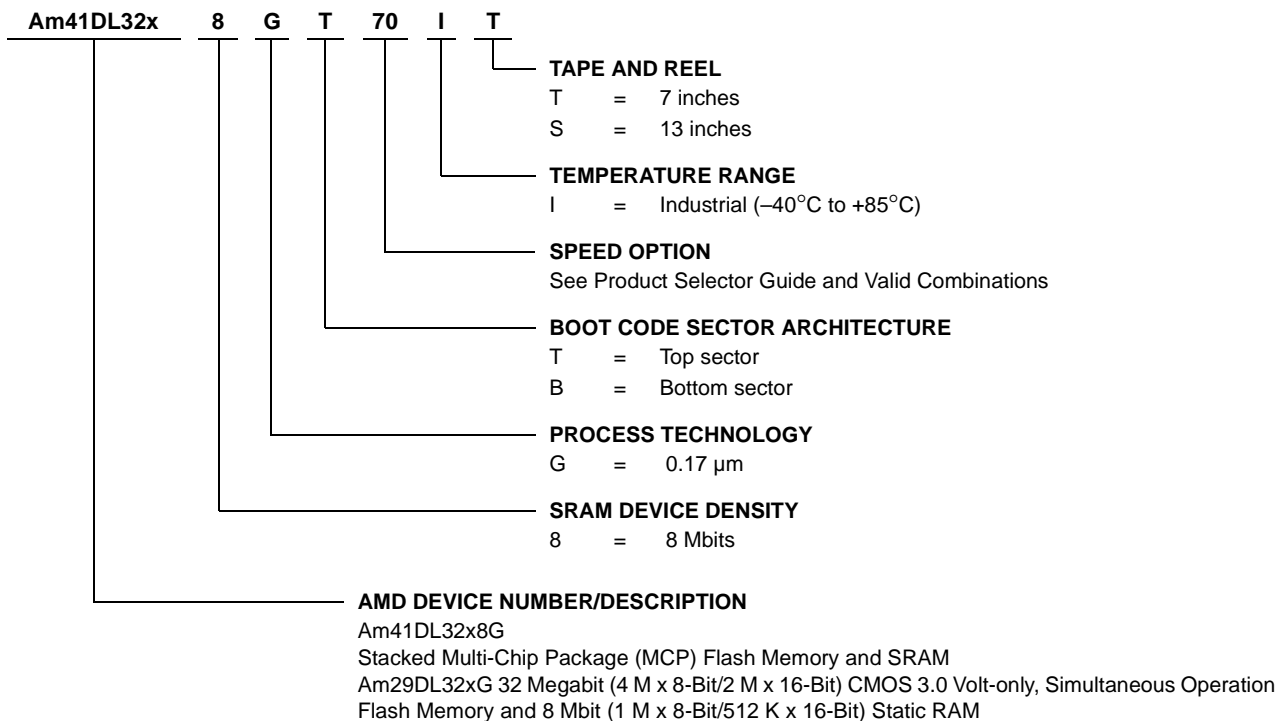 Am41DL32x 8 G T 70 I T
TAPE AND REEL
T = 7 inches
S = 13 inches
TEMPERATURE RANGE
I = Industrial (–40°C to +85°C)
SPEED OPTION
See Product Selector Guide and Valid Combinations
BOOT CODE SECTOR ARCHITECTURE
T = Top sector
B = Bottom sector
PROCESS TECHNOLOGY
G = 0.17 µm
SRAM DEVICE DENSITY
8 = 8 Mbits
AMD DEVICE NUMBER/DESCRIPTION
Am41DL32x8G
Stacked Multi-Chip Package (MCP) Flash Memory and SRAM
Am29DL32xG 32 Megabit (4 M x 8-Bit/2 M x 16-Bit) CMOS 3.0 Volt-only, Simultaneous Operation
Flash Memory and 8 Mbit (1 M x 8-Bit/512 K x 16-Bit) Static RAM